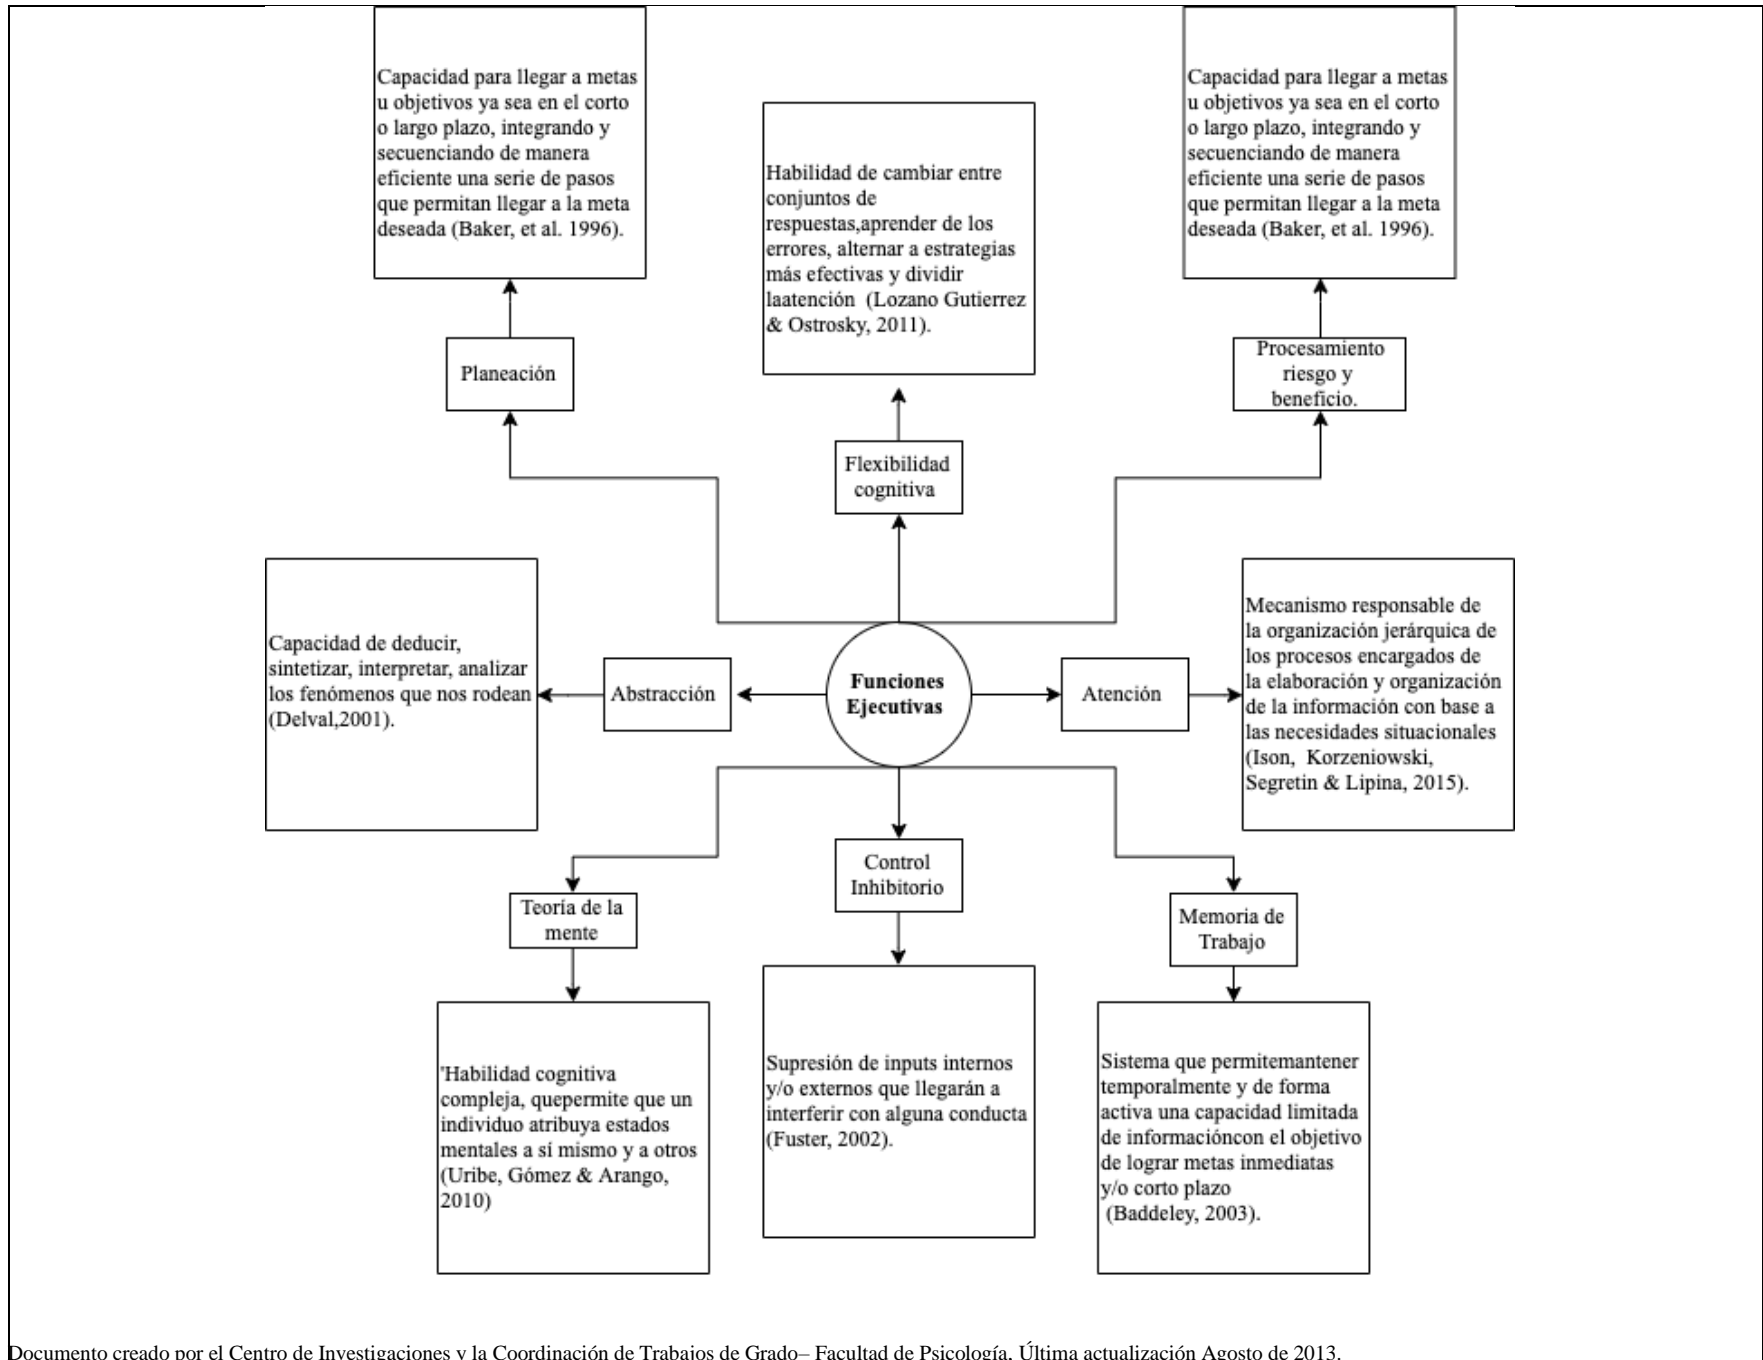 Capacidad para llegar a metas
u objetivos ya sea en el corto
o largo plazo, integrando y
secuenciando de manera
eficiente una serie de pasos
que permitan llegar a la meta
deseada (Baker, et al. 1996).
Habilidad de cambiar entre
conjuntos de
respuestas,aprender de los
errores, alternar a estrategias
más efectivas y dividir
laatención (Lozano Gutierrez
& Ostrosky, 2011).
Capacidad para llegar a metas
u objetivos ya sea en el corto
o largo plazo, integrando y
secuenciando de manera
eficiente una serie de pasos
que permitan llegar a la meta
deseada (Baker, et al. 1996).
Planeación
Flexibilidad
cognitiva
Procesamiento
riesgo y
beneficio.
Capacidad de deducir,
sintetizar, interpretar, analizar
los fenómenos que nos rodean
(Delval,2001).
Abstracción
Funciones
Ejecutivas
Atención
Mecanismo responsable de
la organización jerárquica de
los procesos encargados de
la elaboración y organización
de la información con base a
las necesidades situacionales
(Ison, Korzeniowski,
Segretin & Lipina, 2015).
Teoría de la
mente
Control
Inhibitorio
Memoria de
Trabajo
'Habilidad cognitiva
compleja, quepermite que un
individuo atribuya estados
mentales a sí mismo y a otros
(Uribe, Gómez & Arango,
2010)
Supresión de inputs internos
y/o externos que llegarán a
interferir con alguna conducta
(Fuster, 2002).
Sistema que permitemantener
temporalmente y de forma
activa una capacidad limitada
de informacióncon el objetivo
de lograr metas inmediatas
y/o corto plazo
(Baddeley, 2003).
Documento creado por el Centro de Investigaciones y la Coordinación de Trabajos de Grado– Facultad de Psicología. Última actualización Agosto de 2013.